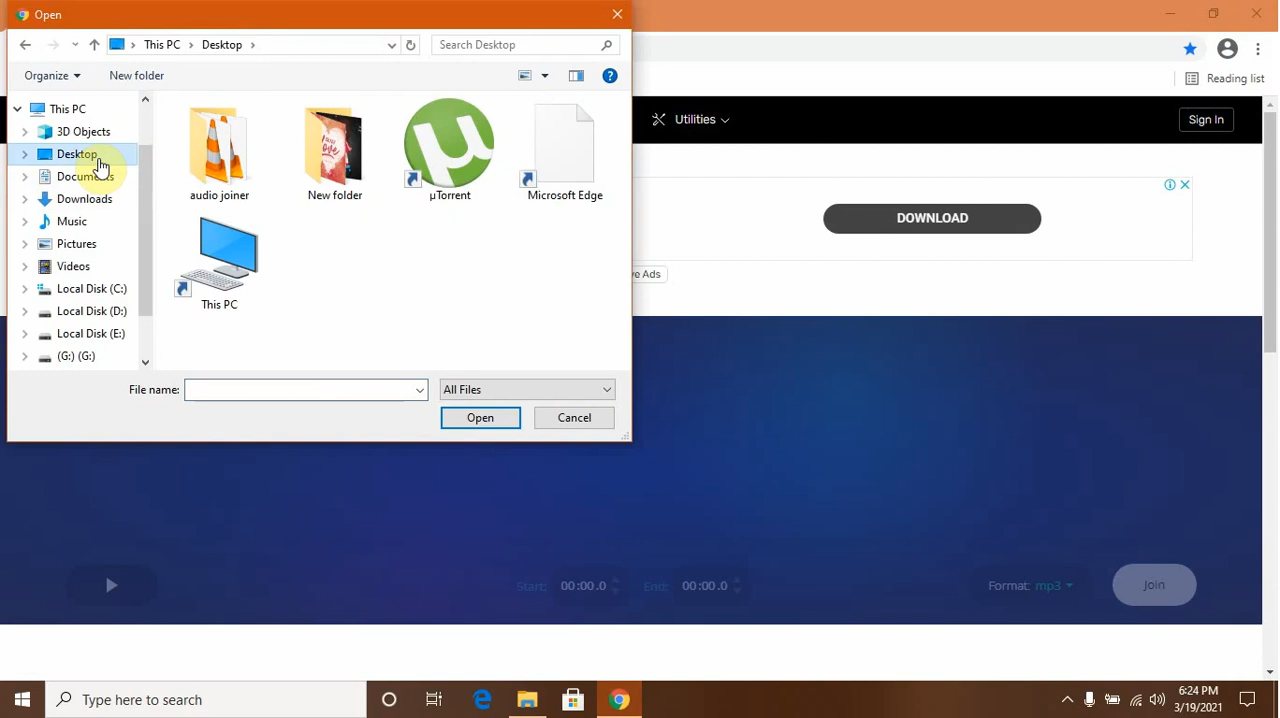 Open
This PC
Desktop
Search Desktop
Organize
New folder
Reading list
This PC
3D Objects
Desktop
Documents
Downloads
Music
Pictures
Videos
Local Disk (C:)
Local Disk (D:)
Local Disk (E:)
(G:) (G:)
audio joiner
New folder
µTorrent
Microsoft Edge
This PC
File name:
All Files
Open
Cancel
Utilities
Sign In
DOWNLOAD
ve Ads
Start:
00:00.0
End:
00:00.0
Format: mp3
Join
Type here to search
6:24 PM
3/19/2021